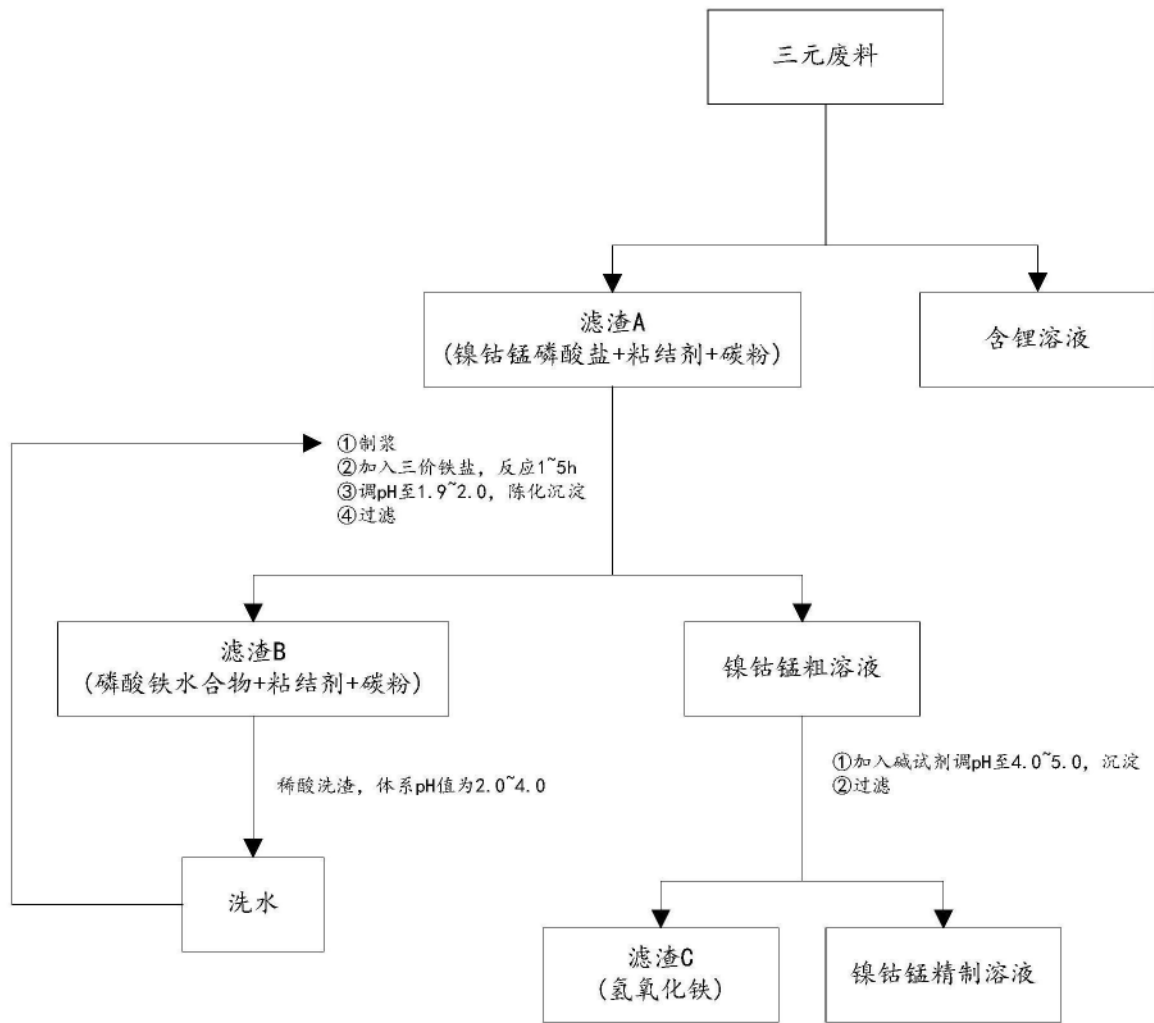 三元废料
滤渣A
(镍钴锰磷酸盐+粘结剂+碳粉)
含锂溶液
①制浆
②加入三价铁盐，反应1~5h
③调pH至1.9~2.0，陈化沉淀
④过滤
滤渣B
(磷酸铁水合物+粘结剂+碳粉)
镍钴锰粗溶液
稀酸洗渣，体系pH值为2.0~4.0
①加入碱试剂调pH至4.0~5.0，沉淀
②过滤
洗水
滤渣C
(氢氧化铁)
镍钴锰精制溶液